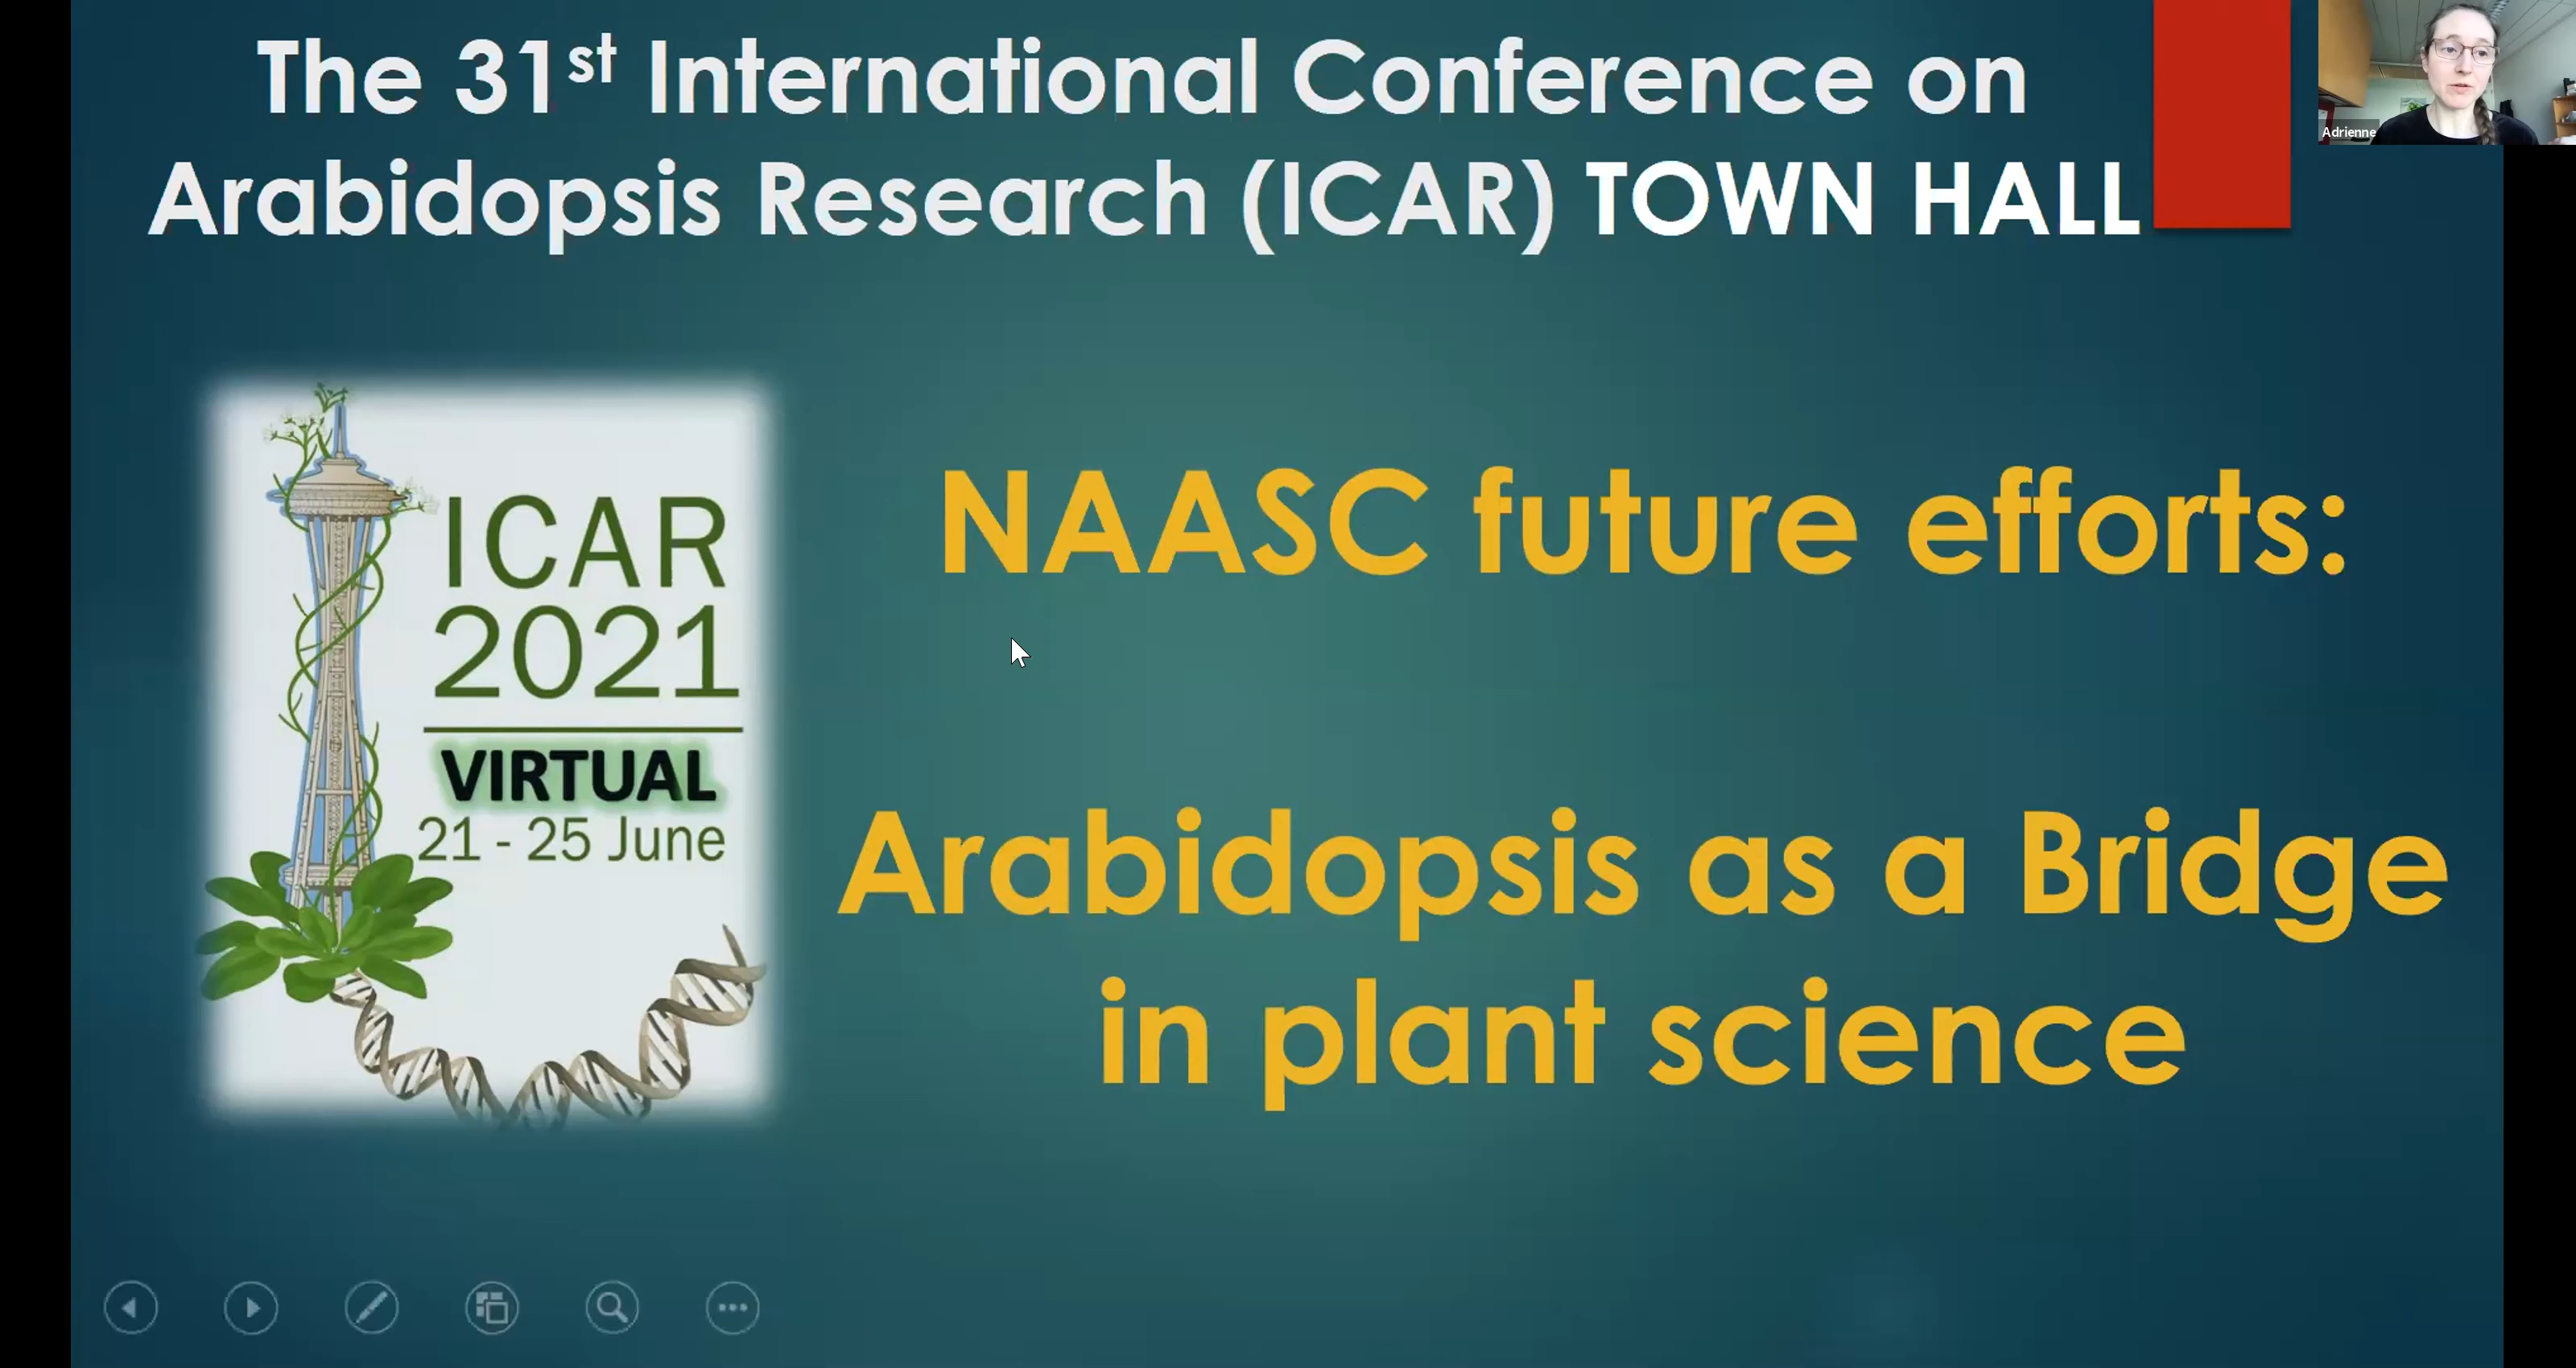 The 31st International Conference on
Arabidopsis Research (ICAR) TOWN HALL
Adrienne
ICAR
2021
VIRTUAL
21 - 25 June
NAASC future efforts:
Arabidopsis as a Bridge
in plant science